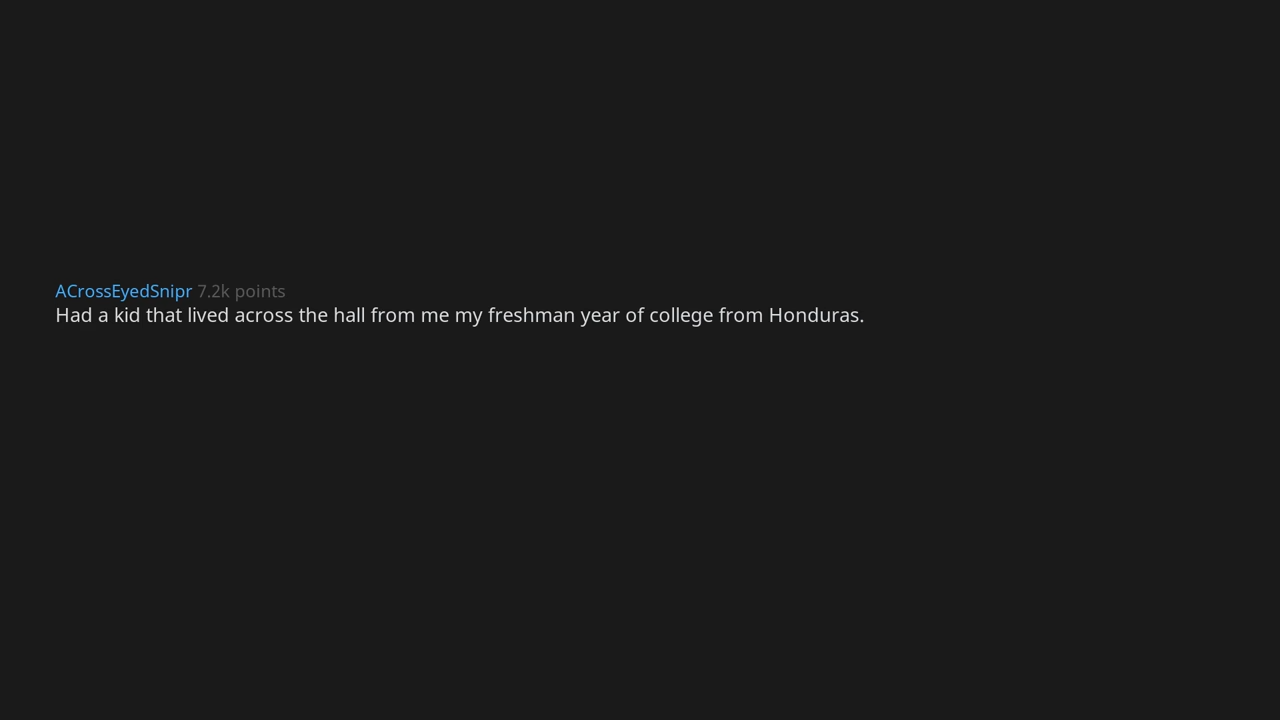 ACrossEyedSnipr 7.2k points
Had a kid that lived across the hall from me my freshman year of college from Honduras.